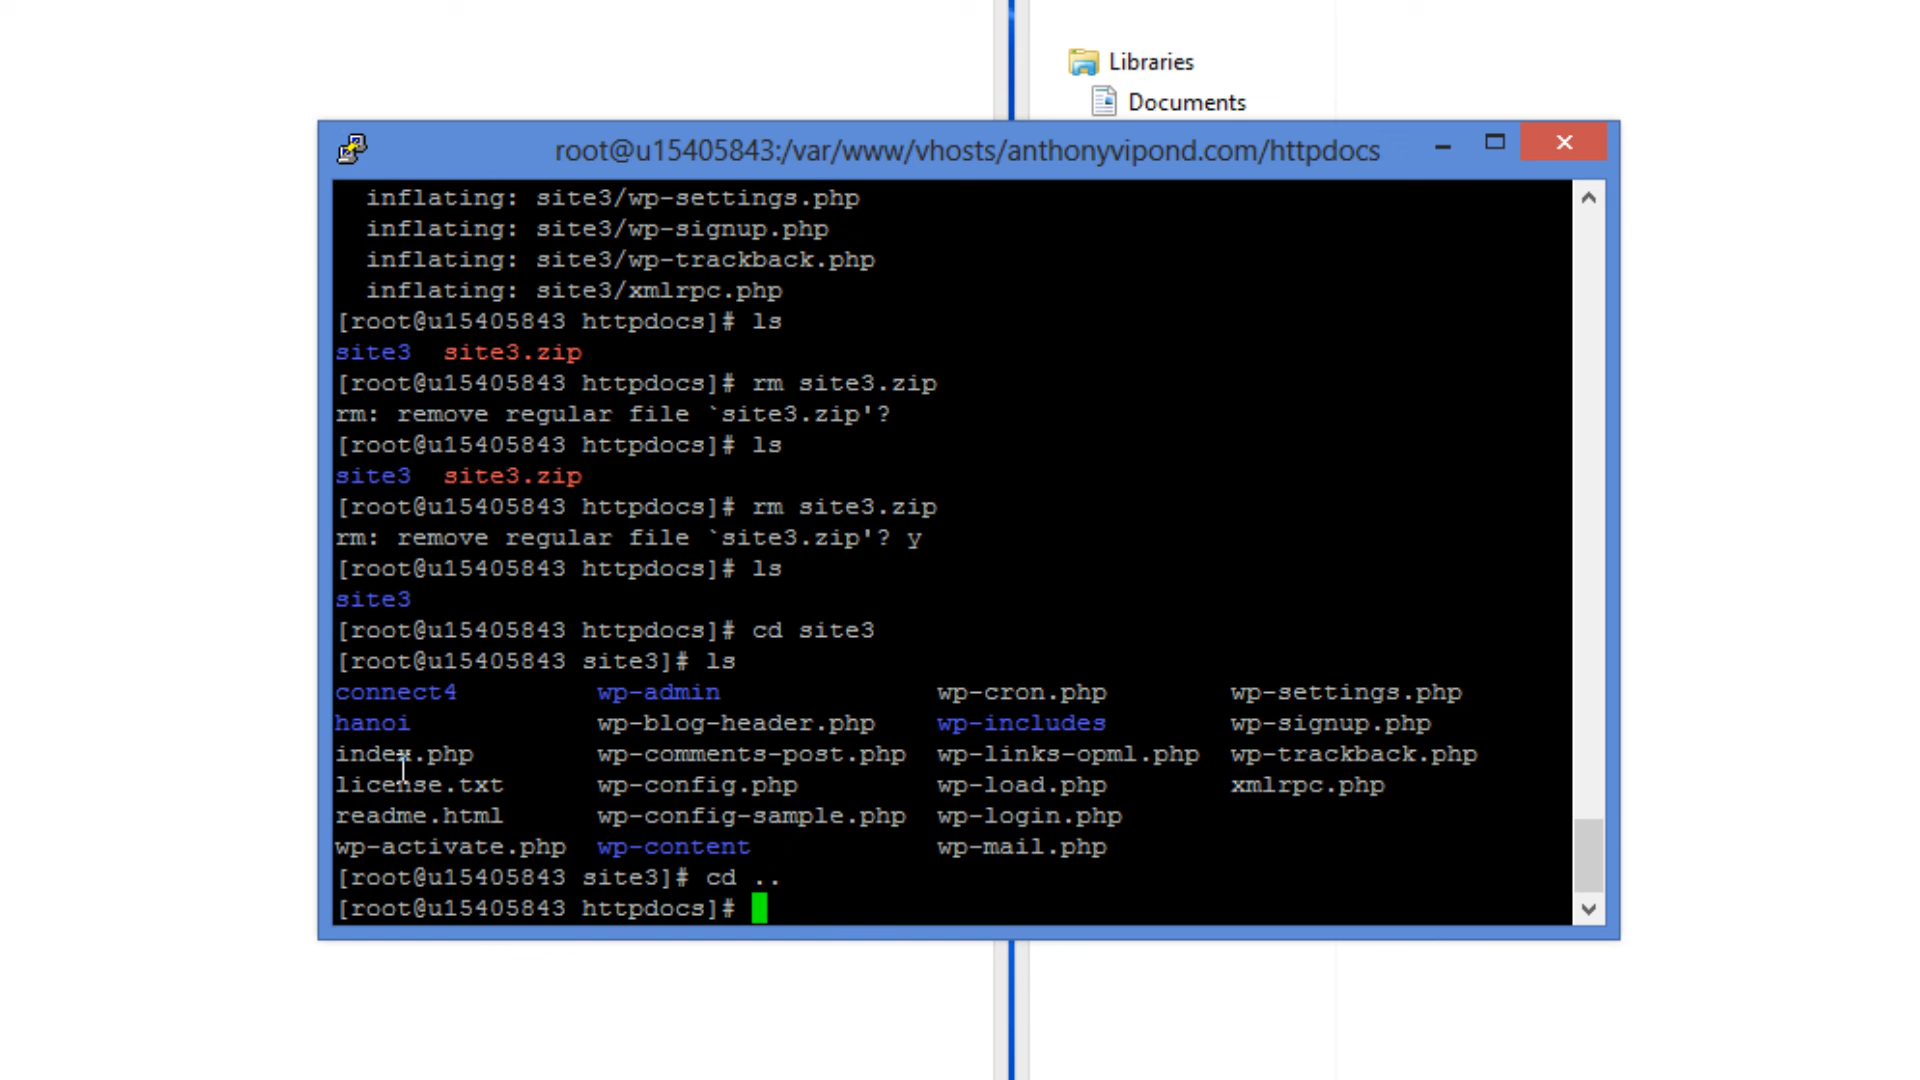 Libraries
Documents
root@u15405843:/var/www/vhosts/anthonyvipond.com/httpdocs
inflating: site3/wp-settings.php
inflating: site3/wp-signup.php
inflating: site3/wp-trackback.php
inflating: site3/xmlrpc.php
[root@u15405843 httpdocs]# ls
site3  site3.zip
[root@u15405843 httpdocs]# rm site3.zip
rm: remove regular file `site3.zip'?
[root@u15405843 httpdocs]# ls
site3  site3.zip
[root@u15405843 httpdocs]# rm site3.zip
rm: remove regular file `site3.zip'? y
[root@u15405843 httpdocs]# ls
site3
[root@u15405843 httpdocs]# cd site3
[root@u15405843 site3]# ls
connect4  wp-admin  wp-cron.php  wp-settings.php
hanoi  wp-blog-header.php  wp-includes  wp-signup.php
index.php  wp-comments-post.php  wp-links-opml.php  wp-trackback.php
license.txt  wp-config.php  wp-load.php  xmlrpc.php
readme.html  wp-config-sample.php  wp-login.php
wp-activate.php  wp-content  wp-mail.php
[root@u15405843 site3]# cd ..
[root@u15405843 httpdocs]#